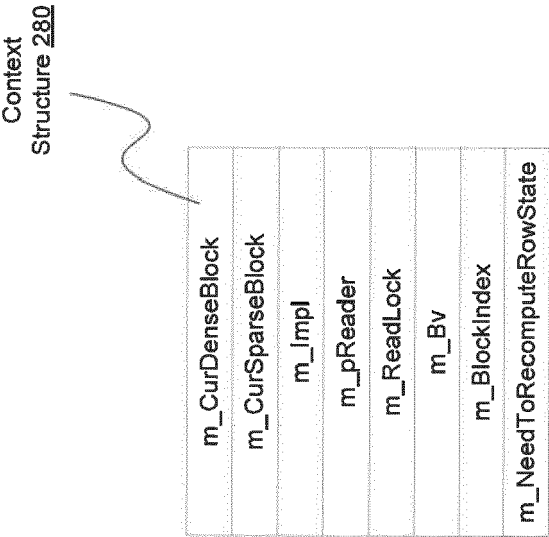 Context
Structure 280
m_CurDenseBlock
m_CurSparseBlock
m_Impl
m_pReader
m_ReadLock
m_Bv
m_BlockIndex
m_NeedToRecomputeRowState